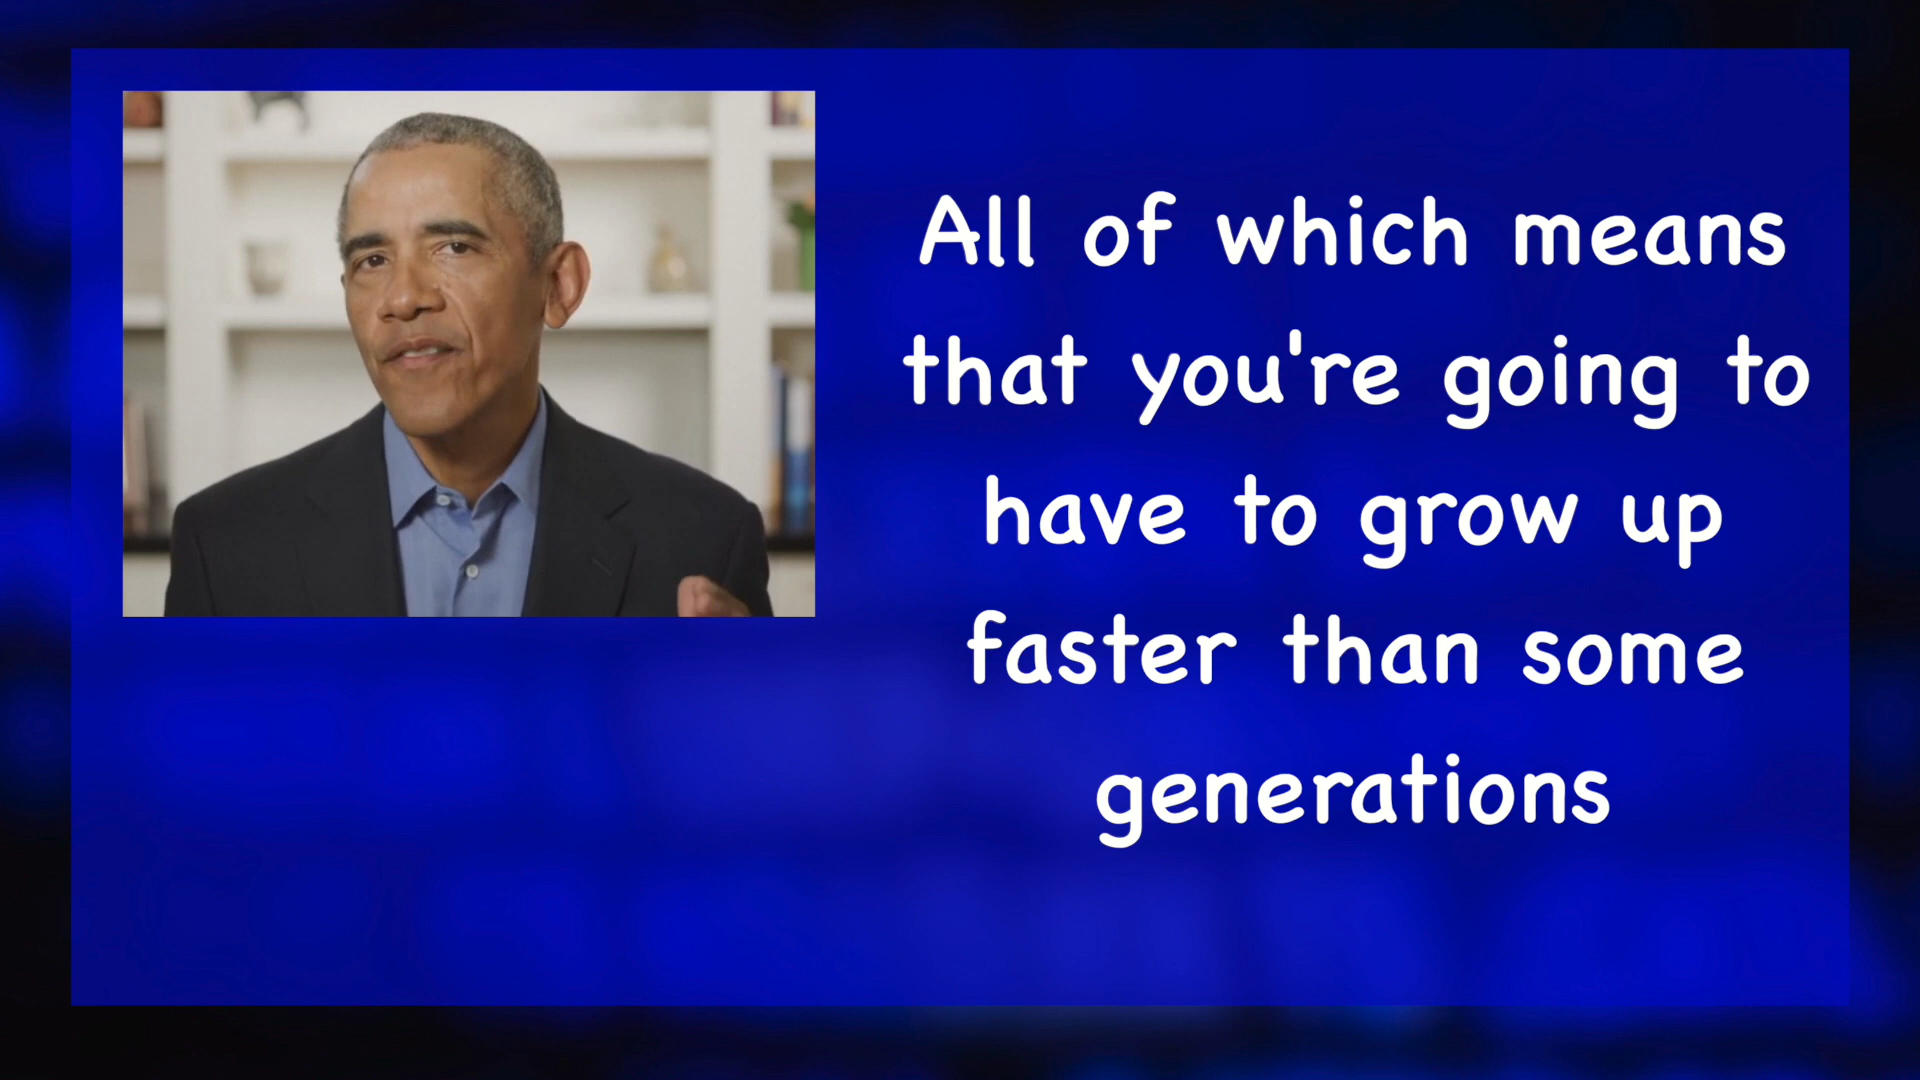 All of which means
that you're going to
have to grow up
faster than some
generations